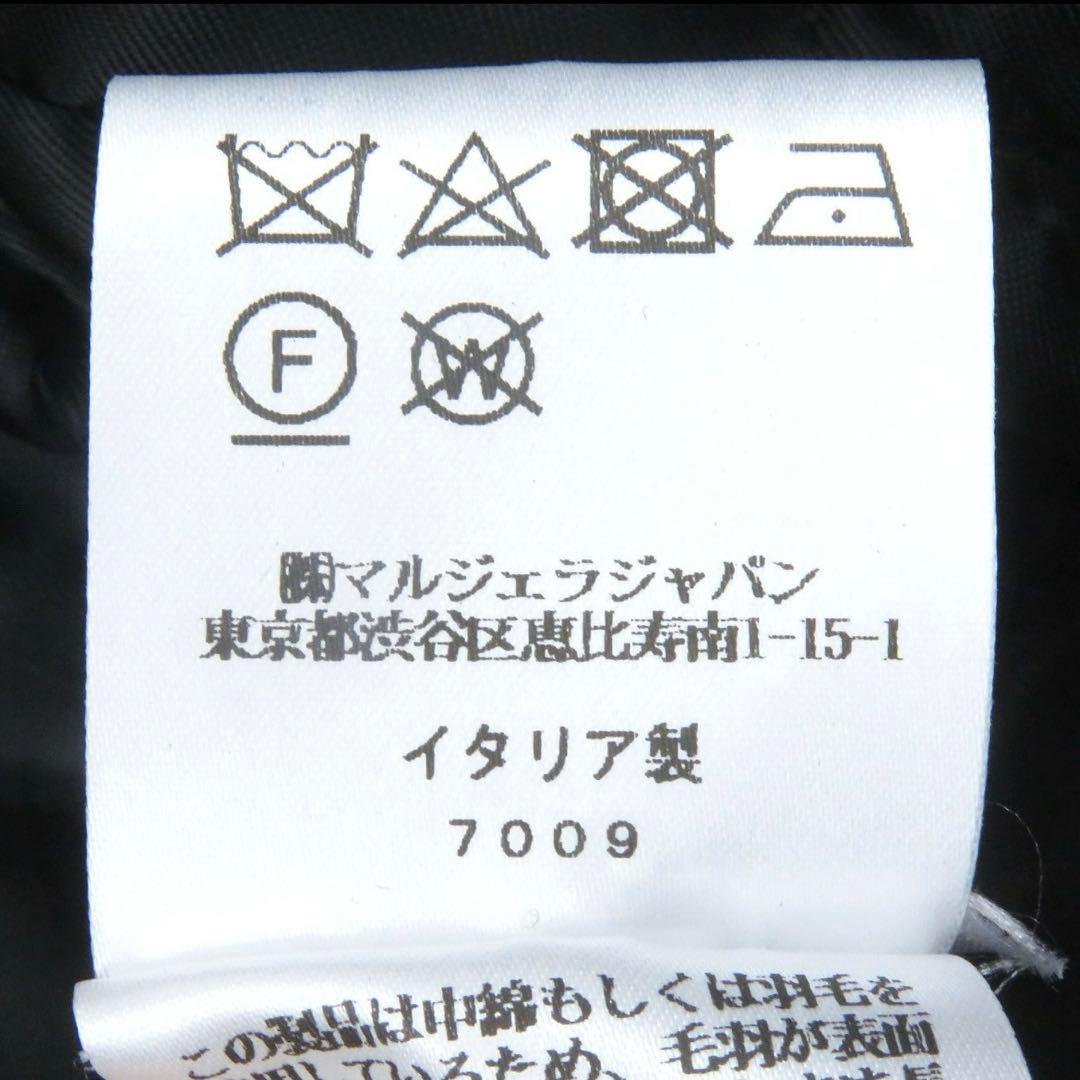 F
W
㈱マルジェラジャパン
東京都渋谷区恵比寿南1-15-1
イタリア製
7009
この製品は中綿もしくは羽毛を
しているため、毛羽が表面